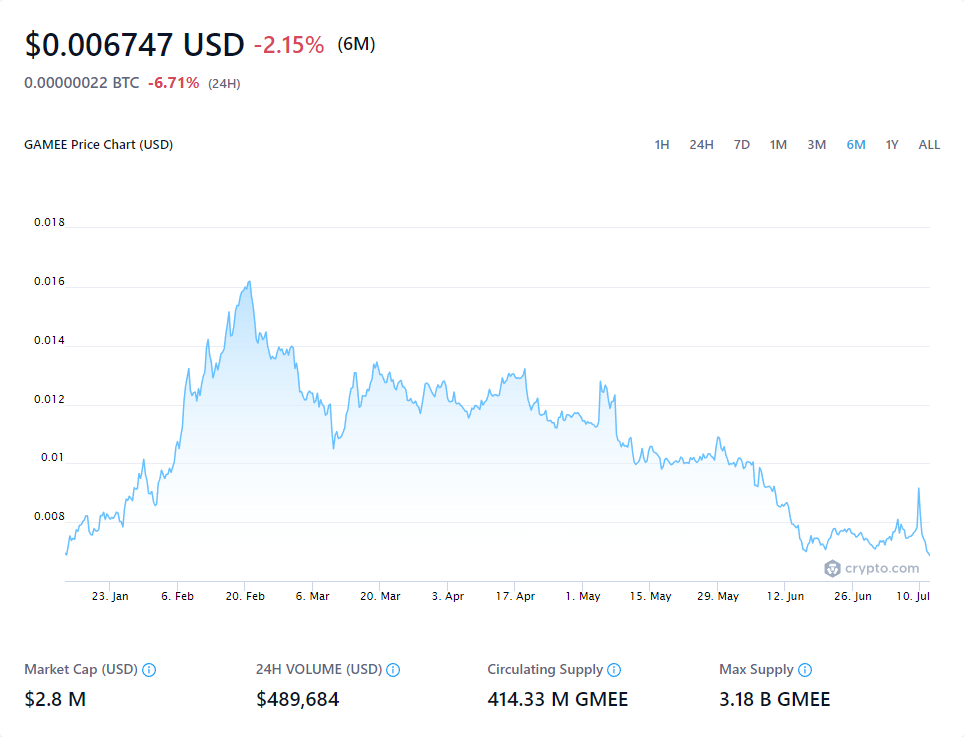 $0.006747 USD -2.15% (6M)
0.00000022 BTC -6.71% (24H)
GAMEE Price Chart (USD) 1H 24H 7D 1M 3M 6M 1Y ALL
0.018
0.016
0.014
0.012
0.01
0.008
crypto.com
23. Jan 6. Feb 20. Feb 6. Mar 20. Mar 3. Apr 17. Apr 1. May 15. May 29. May 12. Jun 26. Jun 10. Jul
Market Cap (USD) 24H VOLUME (USD) Circulating Supply Max Supply
$2.8 M $489,684 414.33 M GMEE 3.18 B GMEE